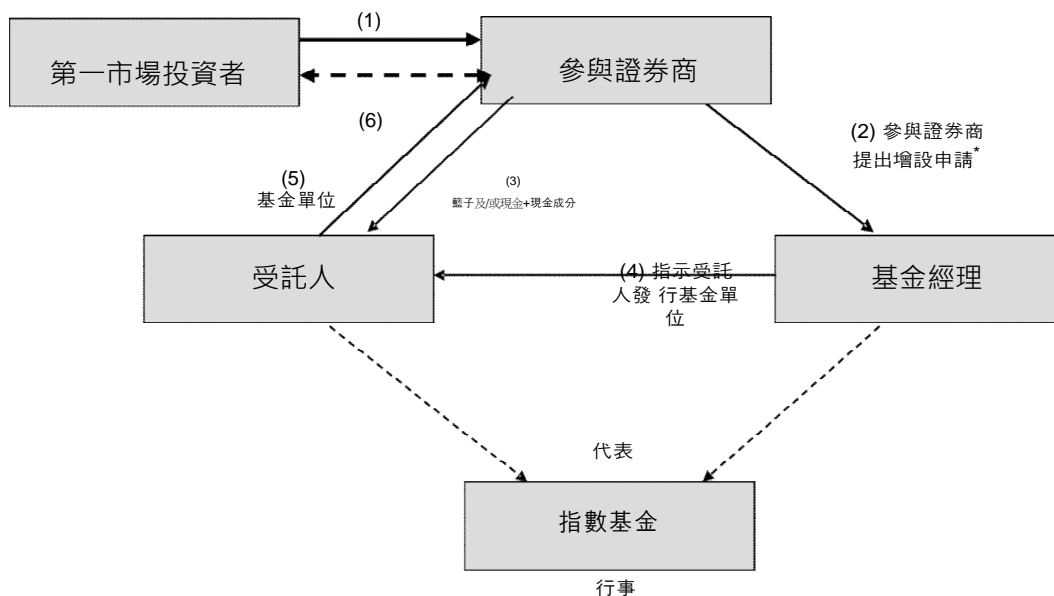 (1)
第一市場投資者
參與證券商
(6)
(2) 參與證券商
提出增設申請*
(5)
基金單位
(3)
籃子及/或現金+現金成分
受託人
(4) 指示受託
人發 行基金單
位
基金經理
代表
指數基金
行事